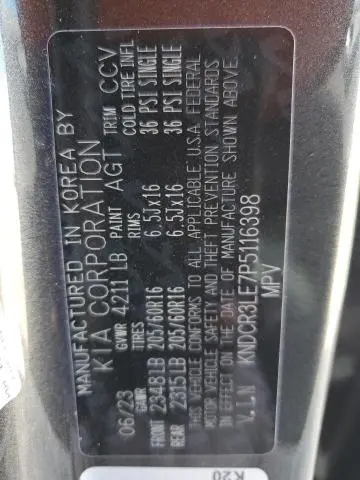 MANUFACTURED IN KOREA BY
KIA CORPORATION
06/23 GVWR 4211 LB PAINT AGT TRIM CCV
GAWR TIRES RIMS COLD TIRE INFL
FRONT 2348LB 205/60R16 6.5JX16 36 PSI SINGLE
REAR 2315LB 205/60R16 6.5JX16 36 PSI SINGLE
THIS VEHICLE CONFORMS TO ALL APPLICABLE U.S.A. FEDERAL
MOTOR VEHICLE SAFETY AND THEFT PREVENTION STANDARDS
IN EFFECT ON THE DATE OF MANUFACTURE SHOWN ABOVE.
V.I.N KNDCR3LE7P5116398
MPV
K20